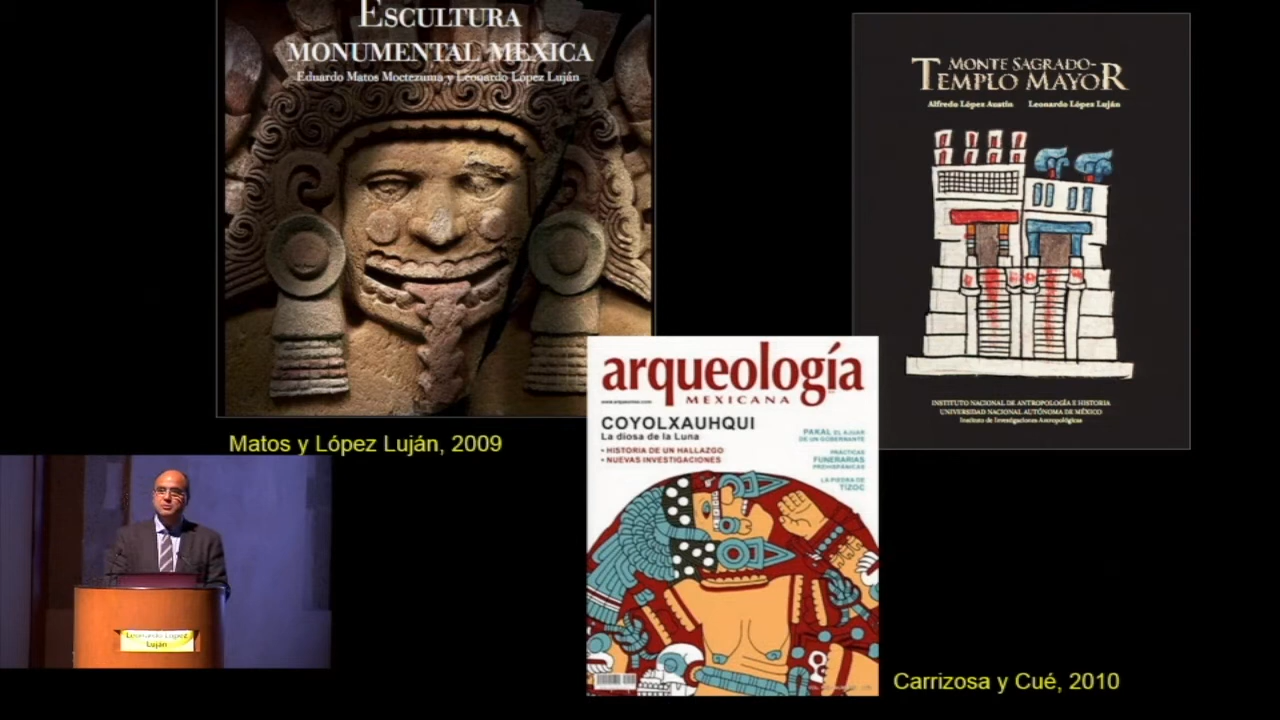 ESCULTURA
MONUMENTAL MEXICA
Eduardo Matos Moctezuma y Leonardo López Luján
Matos y López Luján, 2009
MONTE SAGRADO-
TEMPLO MAYOR
Alfredo López Austin Leonardo López Luján
INSTITUTO NACIONAL DE ANTROPOLOGÍA E HISTORIA
UNIVERSIDAD NACIONAL AUTÓNOMA DE MÉXICO
Instituto de Investigaciones Antropológicas
arqueología
MEXICANA
COYOLXAUHQUI
La diosa de la Luna
• HISTORIA DE UN HALLAZGO
• NUEVAS INVESTIGACIONES
PAKAL EL AJUAR
DE UN GOBERNANTE
PRÁCTICAS
FUNERARIAS
PREHISPÁNICAS
LA PIEDRA DE
TÍZOC
Leonardo López
Luján
Carrizosa y Cué, 2010